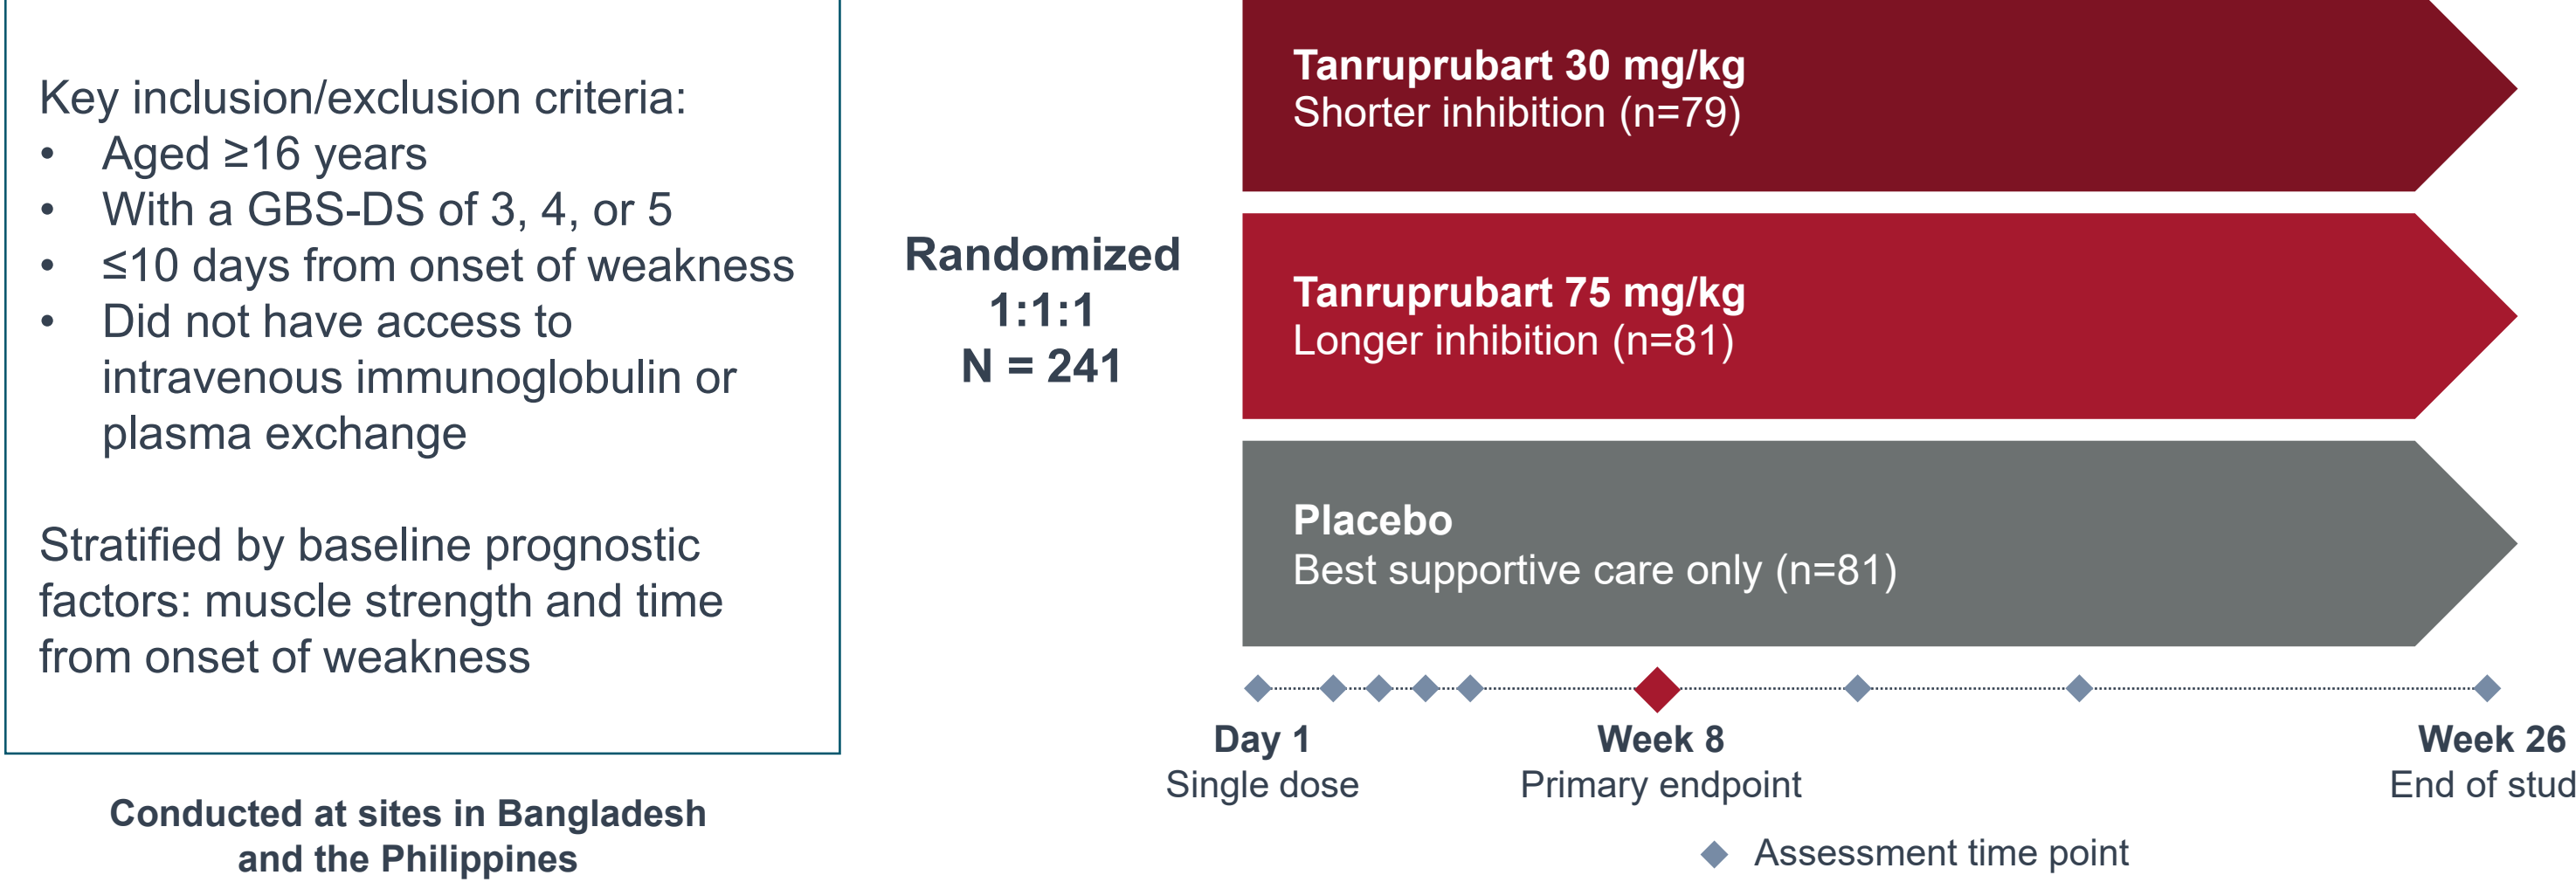 Key inclusion/exclusion criteria:
• Aged ≥16 years
• With a GBS-DS of 3, 4, or 5
• ≤10 days from onset of weakness
• Did not have access to
intravenous immunoglobulin or
plasma exchange
Stratified by baseline prognostic
factors: muscle strength and time
from onset of weakness
Conducted at sites in Bangladesh
and the Philippines
Randomized
1:1:1
N = 241
Tanruprubart 30 mg/kg
Shorter inhibition (n=79)
Tanruprubart 75 mg/kg
Longer inhibition (n=81)
Placebo
Best supportive care only (n=81)
Day 1
Single dose
Week 8
Primary endpoint
Week 26
End of stud
Assessment time point